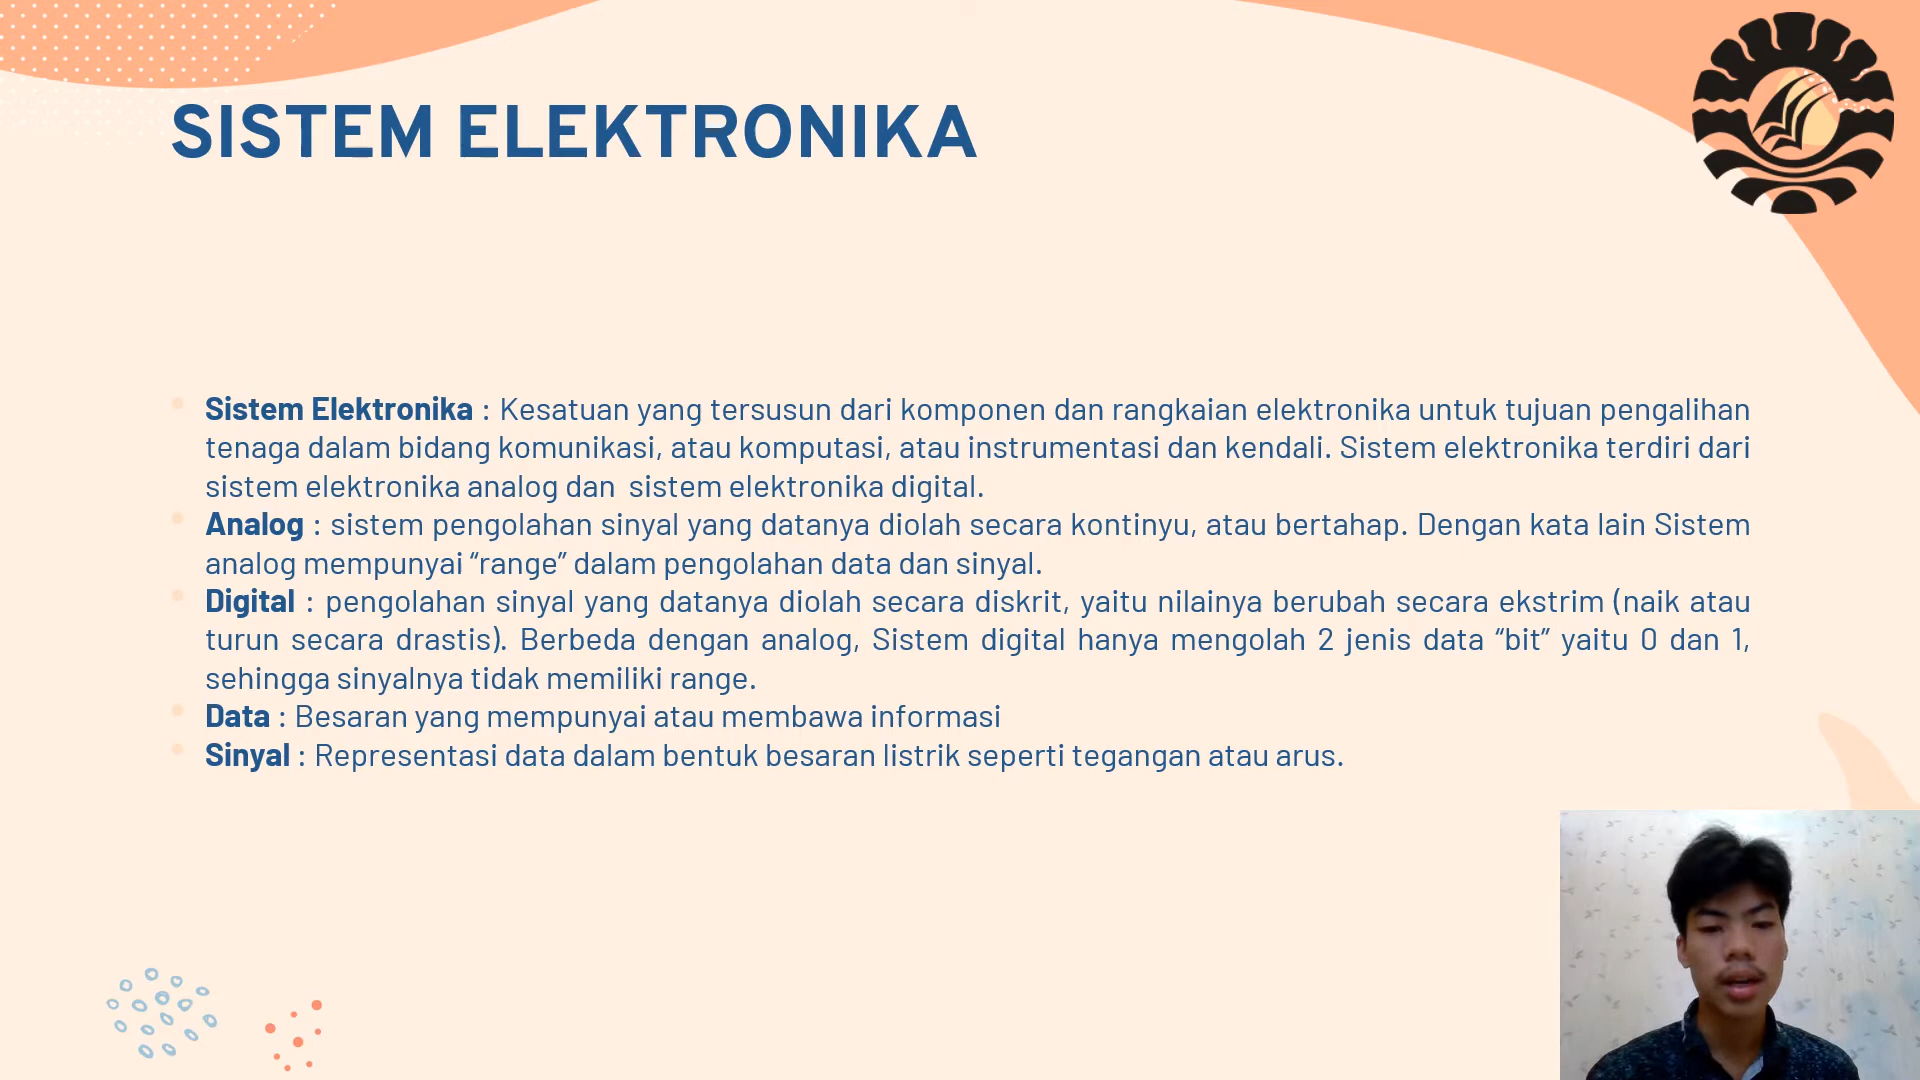 SISTEM ELEKTRONIKA
Sistem Elektronika : Kesatuan yang tersusun dari komponen dan rangkaian elektronika untuk tujuan pengalihan
tenaga dalam bidang komunikasi, atau komputasi, atau instrumentasi dan kendali. Sistem elektronika terdiri dari
sistem elektronika analog dan  sistem elektronika digital.
Analog : sistem pengolahan sinyal yang datanya diolah secara kontinyu, atau bertahap. Dengan kata lain Sistem
analog mempunyai “range” dalam pengolahan data dan sinyal.
Digital : pengolahan sinyal yang datanya diolah secara diskrit, yaitu nilainya berubah secara ekstrim (naik atau
turun secara drastis). Berbeda dengan analog, Sistem digital hanya mengolah 2 jenis data “bit” yaitu 0 dan 1,
sehingga sinyalnya tidak memiliki range.
Data : Besaran yang mempunyai atau membawa informasi
Sinyal : Representasi data dalam bentuk besaran listrik seperti tegangan atau arus.